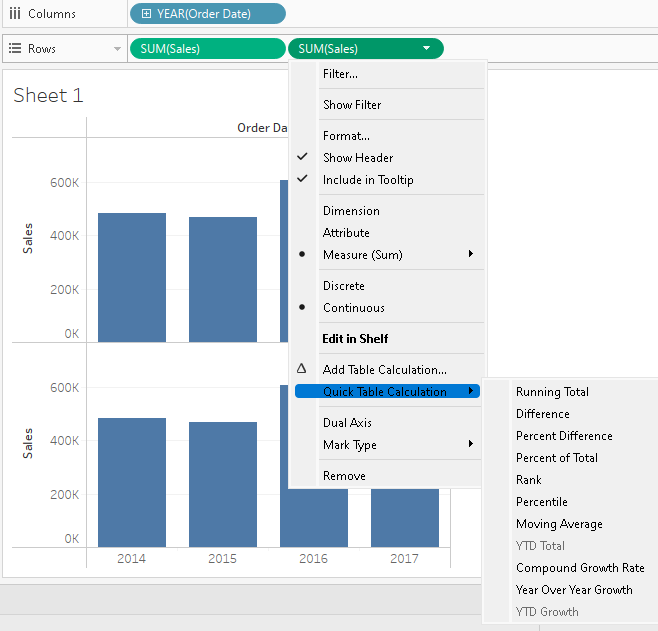 Columns
YEAR(Order Date)
Rows
SUM(Sales)
SUM(Sales)
Sheet 1
Order Da
Sales
600K
400K
200K
0K
Sales
600K
400K
200K
0K
2014
2015
2016
2017
Filter...
Show Filter
Format...
Show Header
Include in Tooltip
Dimension
Attribute
Measure (Sum)
Discrete
Continuous
Edit in Shelf
Add Table Calculation...
Quick Table Calculation
Dual Axis
Mark Type
Remove
Running Total
Difference
Percent Difference
Percent of Total
Rank
Percentile
Moving Average
YTD Total
Compound Growth Rate
Year Over Year Growth
YTD Growth